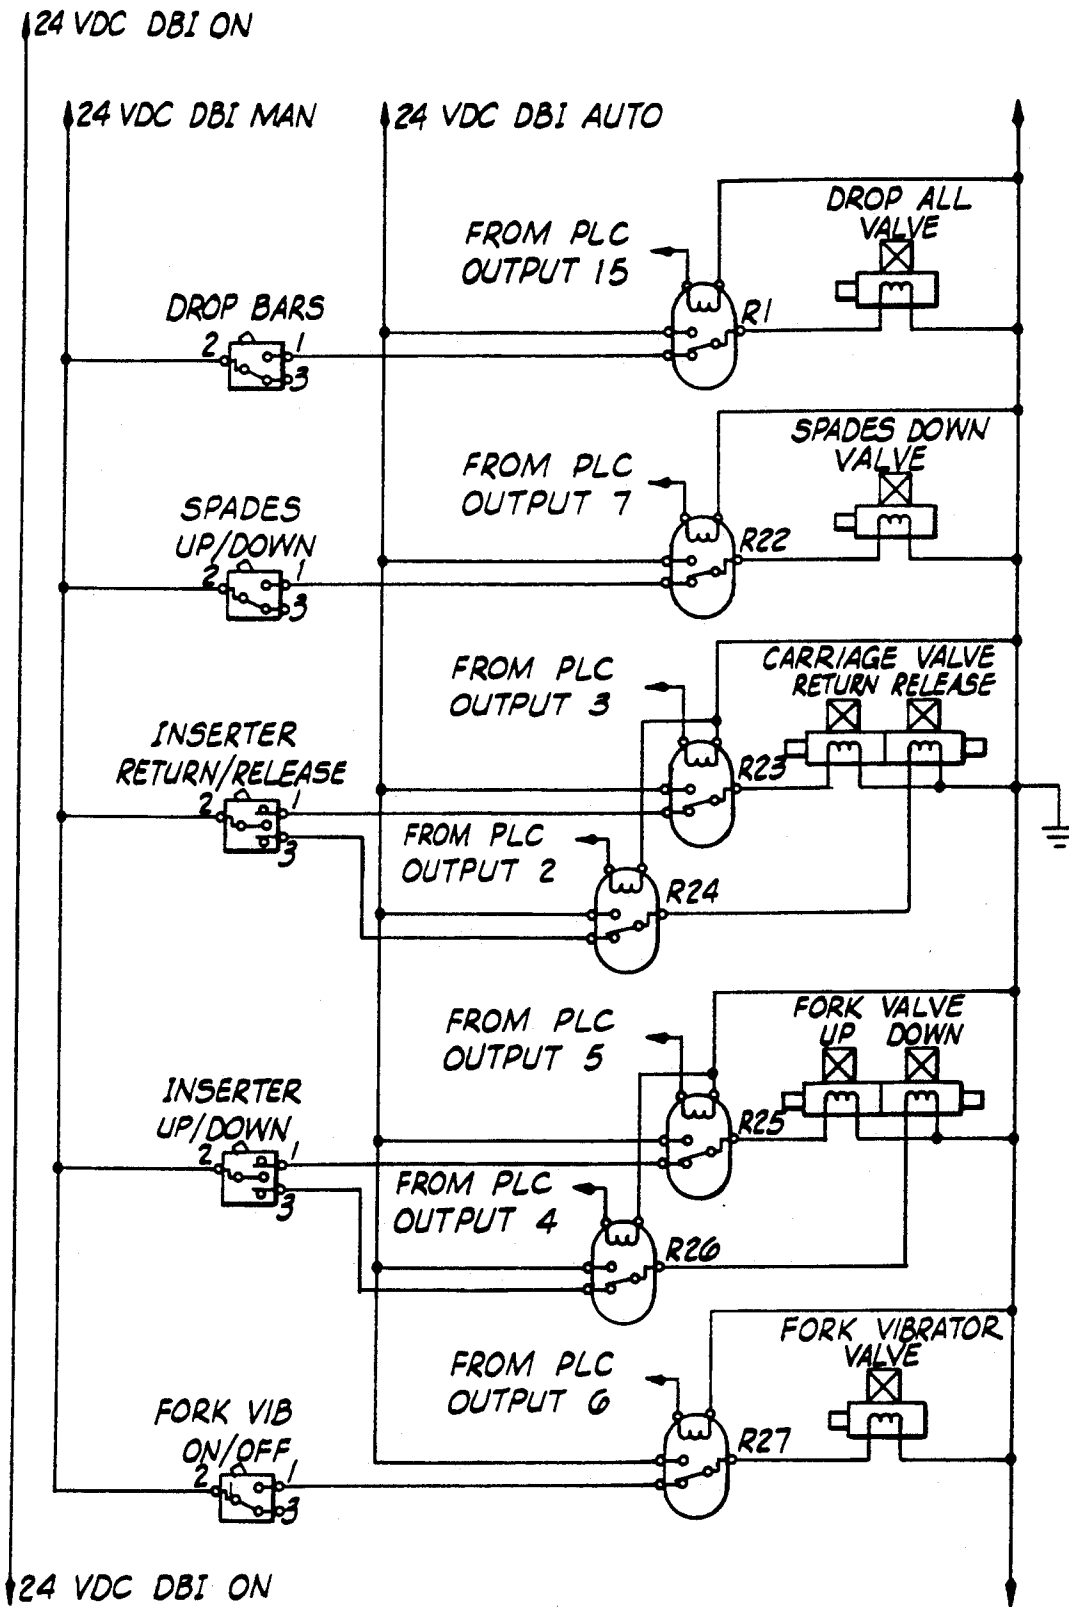 24 VDC DBI ON
24 VDC DBI MAN
24 VDC DBI AUTO
DROP ALL
VALVE
FROM PLC
OUTPUT 15
R1
DROP BARS
2
1
3
SPADES DOWN
VALVE
FROM PLC
OUTPUT 7
R22
SPADES
UP/DOWN
2
1
3
CARRIAGE VALVE
RETURN RELEASE
FROM PLC
OUTPUT 3
R23
INSERTER
RETURN/RELEASE
2
1
3
FROM PLC
OUTPUT 2
R24
FORK VALVE
UP DOWN
FROM PLC
OUTPUT 5
R25
INSERTER
UP/DOWN
2
1
3
FROM PLC
OUTPUT 4
R26
FORK VIBRATOR
VALVE
FROM PLC
OUTPUT 6
R27
FORK VIB
ON/OFF
2
1
3
24 VDC DBI ON